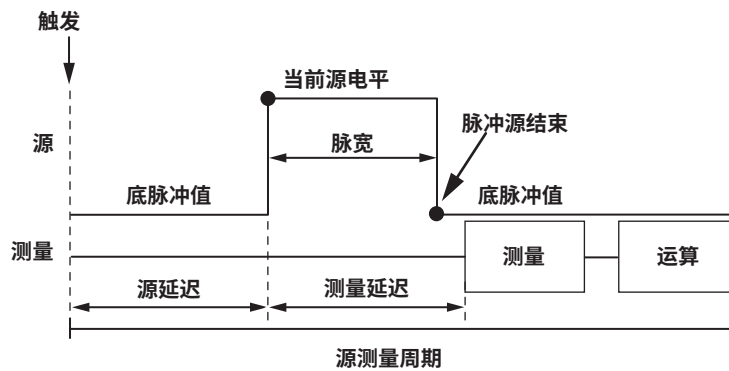 触发
当前源电平
脉冲源结束
源
脉宽
底脉冲值
底脉冲值
测量
测量
运算
源延迟
测量延迟
源测量周期